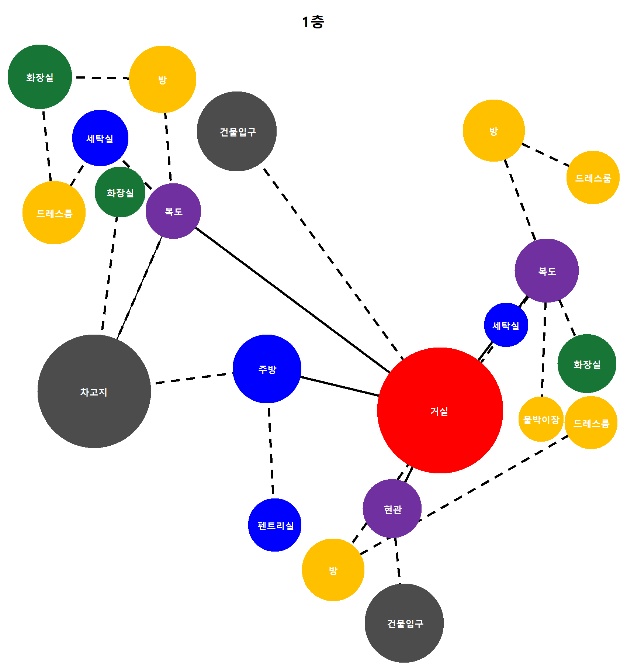 1층
화장실
방
건물입구
방
세탁실
드레스룸
화장실
드레스룸
복도
복도
세탁실
화장실
주방
차고지
거실
붙박이장
드레스룸
현관
펜트리실
방
건물입구